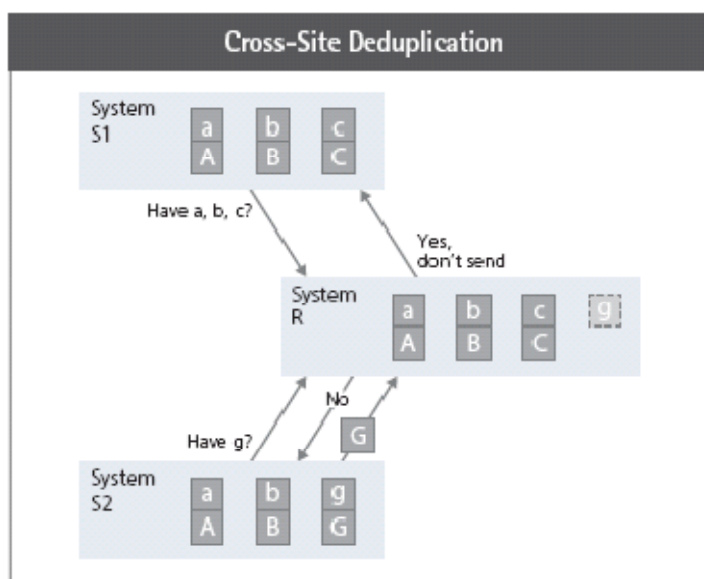 Cross-Site Deduplication
System
S1
a b c
A B C
Have a, b, c?
Yes,
don't send
System
R
a b c g
A B C
No
G
Have g?
System
S2
a b g
A B G